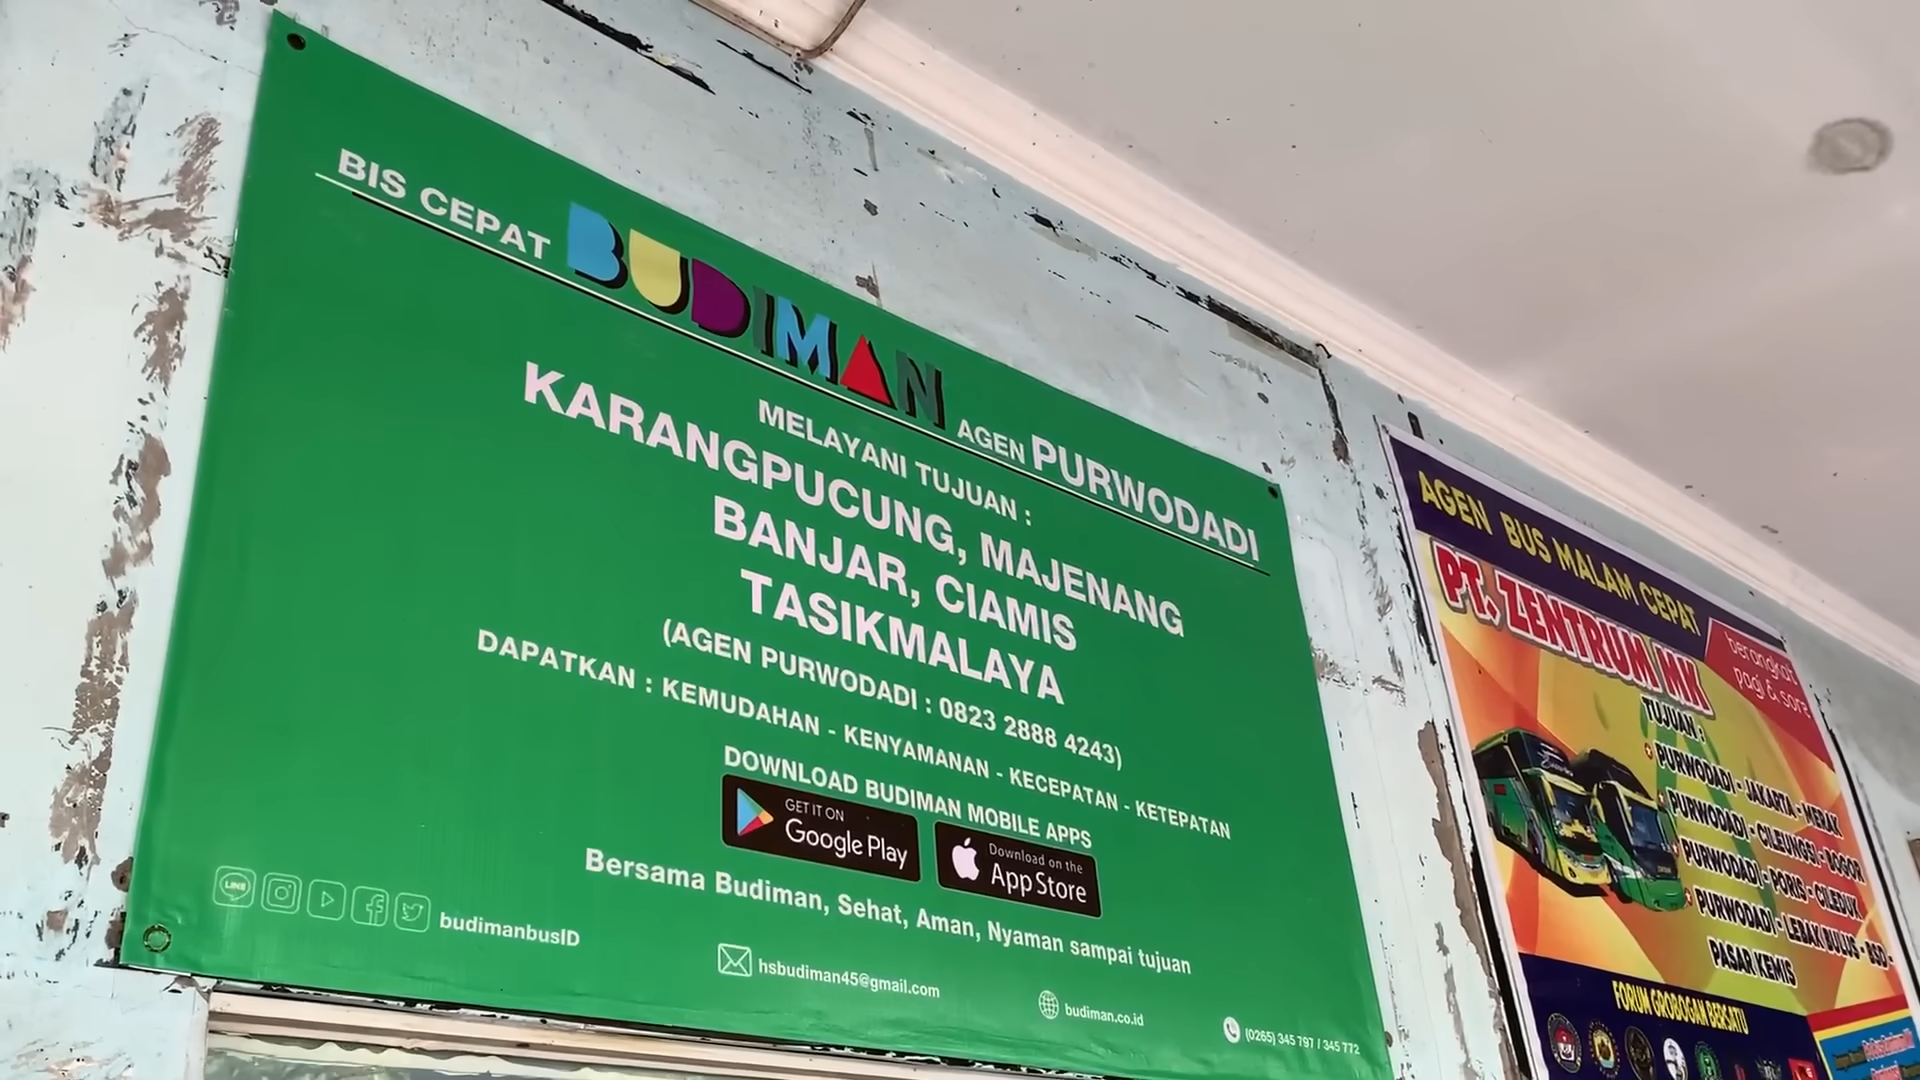 BIS CEPAT BUDIMAN AGEN PURWODADI
MELAYANI TUJUAN :
KARANGPUCUNG, MAJENANG
BANJAR, CIAMIS
TASIKMALAYA
(AGEN PURWODADI : 0823 2888 4243)
DAPATKAN : KEMUDAHAN - KENYAMANAN - KECEPATAN - KETEPATAN
DOWNLOAD BUDIMAN MOBILE APPS
GET IT ON
Google Play
Download on the
App Store
Bersama Budiman, Sehat, Aman, Nyaman sampai tujuan
LINE
budimanbusID
hsbudiman45@gmail.com
budiman.co.id
(0265) 345 797 / 345 772
AGEN BUS MALAM CEPAT
PT. ZENTRUM MK
berangkat
pagi & sore
TUJUAN :
PURWODADI - JAKARTA - MERAK
PURWODADI - CILEUNGSI - BOGOR
PURWODADI - PORIS - CILEDUK
PURWODADI - LEBAK BULUS - BSD -
PASAR KEMIS
FORUM GROBOGAN BERSATU